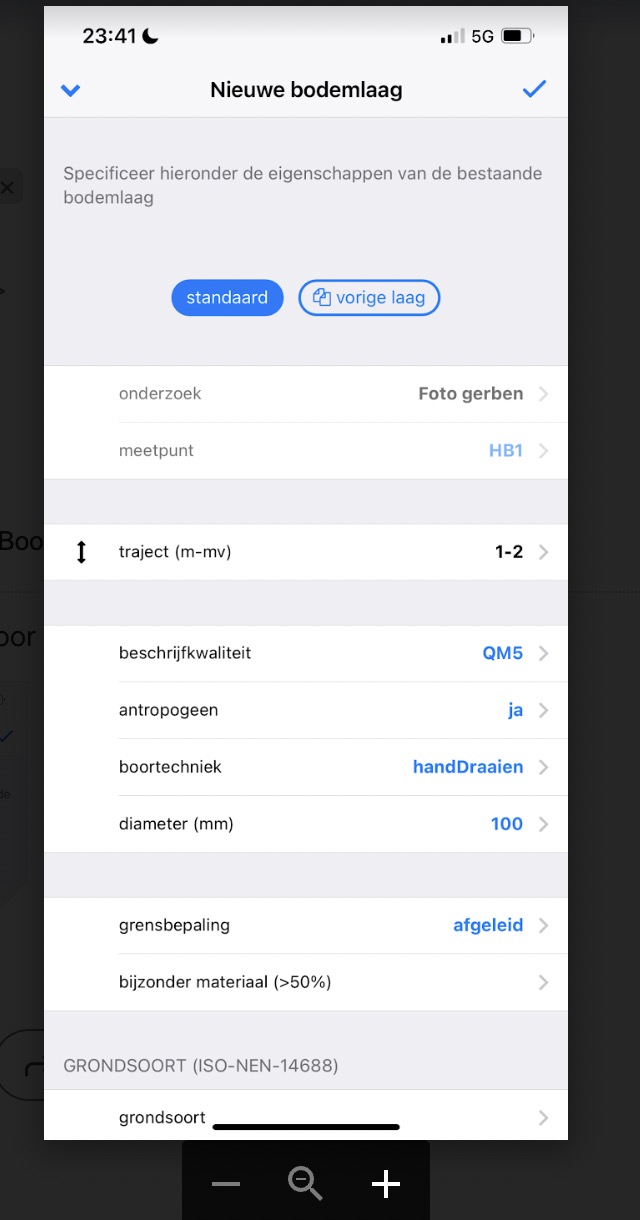 23:41
5G
Nieuwe bodemlaag
Specificeer hieronder de eigenschappen van de bestaande
bodemlaag
standaard
vorige laag
onderzoek Foto gerben
meetpunt HB1
Boo
traject (m-mv) 1-2
oor
beschrijfkwaliteit QM5
antropogeen ja
boortechniek handDraaien
de
diameter (mm) 100
grensbepaling afgeleid
bijzonder materiaal (>50%)
GRONDSOORT (ISO-NEN-14688)
grondsoort